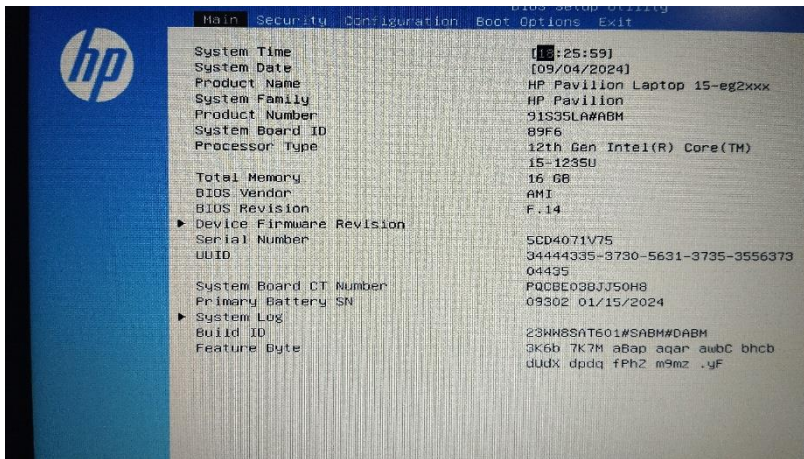 hp
BIOS Setup Utility
Main Security Configuration Boot Options Exit
System Time [18:25:59]
System Date [09/04/2024]
Product Name HP Pavilion Laptop 15-eg2xxx
System Family HP Pavilion
Product Number 91S35LA#ABM
System Board ID 89F6
Processor Type 12th Gen Intel(R) Core(TM)
i5-1235U
Total Memory 16 GB
BIOS Vendor AMI
BIOS Revision F.14
▶ Device Firmware Revision
Serial Number 5CD4071V75
UUID 34444335-3730-5631-3735-3556373
04435
System Board CT Number PQCBE03BJJ50H8
Primary Battery SN 09302 01/15/2024
▶ System Log
Build ID 23WW8SAT601#SABM#DABM
Feature Byte 3K6b 7K7M aBap aqar awbC bhcb
dUdX dpdq fPhZ m9mz .yF